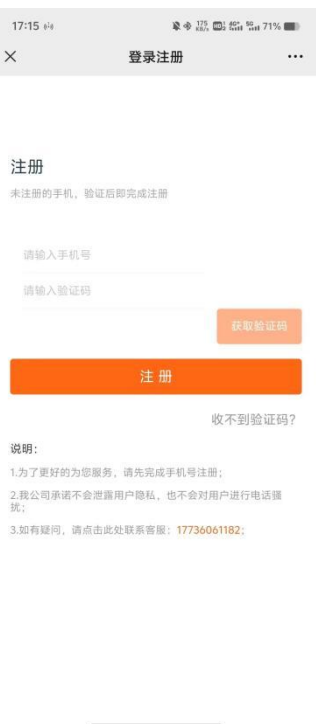 17:15
175 KB/s HD 4G+ 5G 71%
登录注册
注册
未注册的手机，验证后即完成注册
请输入手机号
请输入验证码
获取验证码
注 册
收不到验证码?
说明:
1.为了更好的为您服务，请先完成手机号注册;
2.我公司承诺不会泄露用户隐私，也不会对用户进行电话骚
扰;
3.如有疑问，请点击此处联系客服：17736061182;